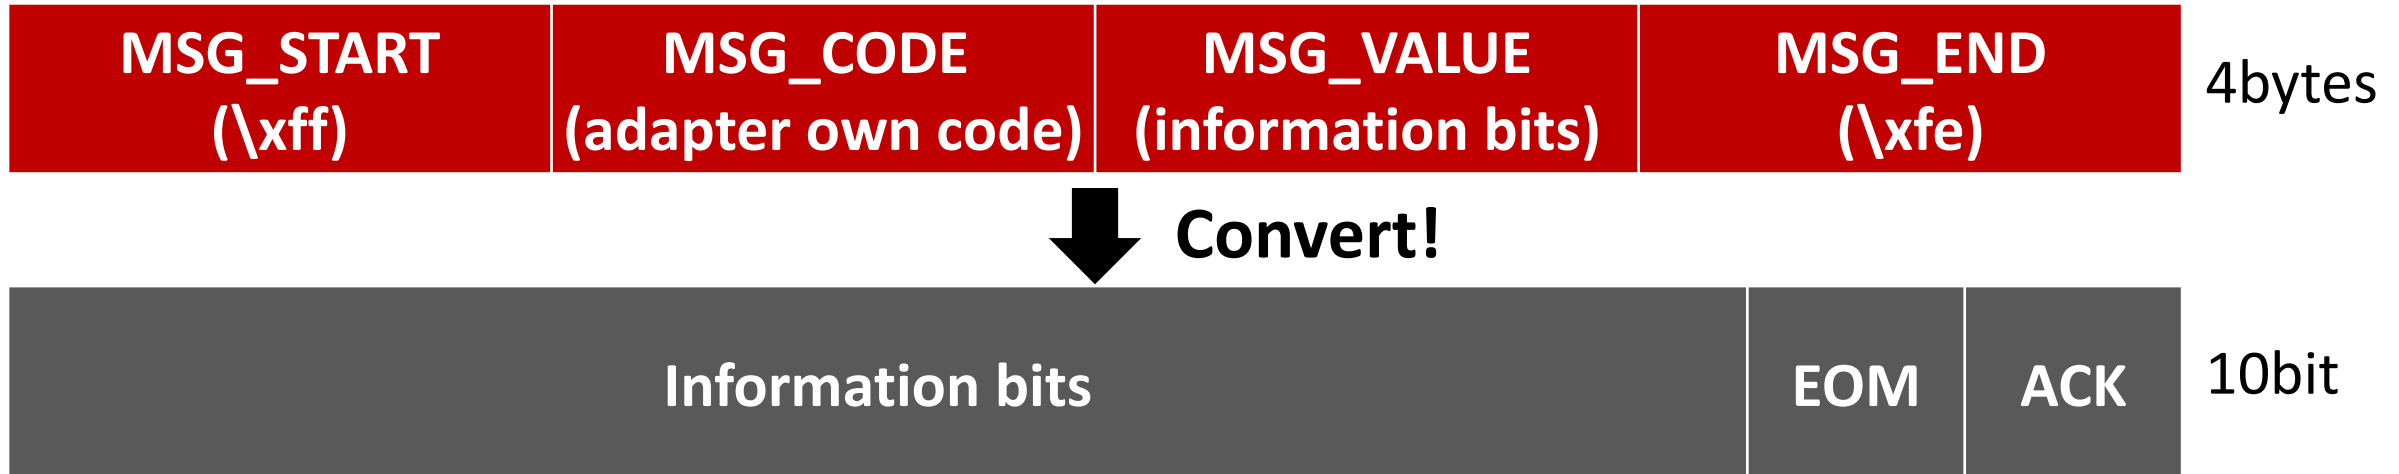 MSG_START
(\xff)
MSG_CODE
(adapter own code)
MSG_VALUE
(information bits)
MSG_END
(\xfe)
4bytes
Convert!
Information bits
EOM
ACK
10bit